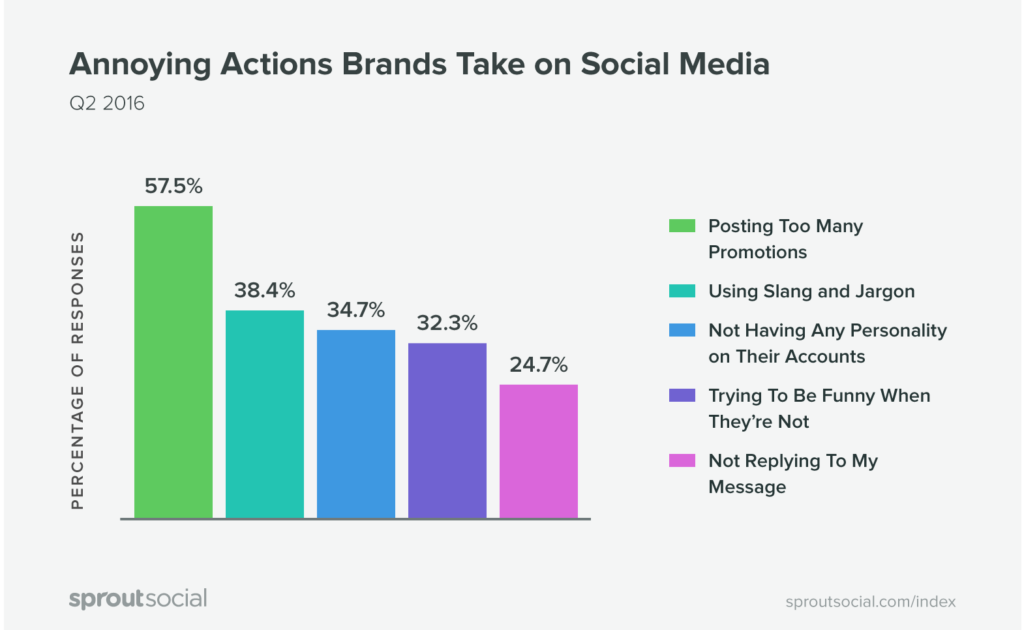 Annoying Actions Brands Take on Social Media
Q2 2016
PERCENTAGE OF RESPONSES
57.5%
38.4%
34.7%
32.3%
24.7%
Posting Too Many
Promotions
Using Slang and Jargon
Not Having Any Personality
on Their Accounts
Trying To Be Funny When
They’re Not
Not Replying To My
Message
sproutsocial
sproutsocial.com/index